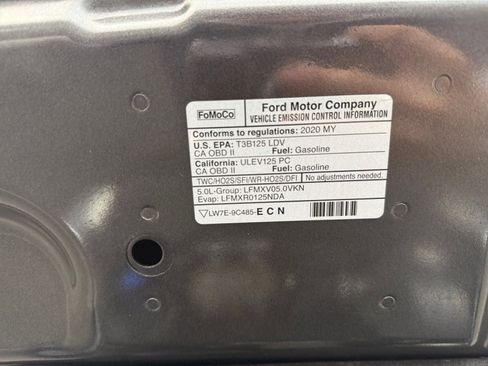 FoMoCo
Ford Motor Company
VEHICLE EMISSION CONTROL INFORMATION
Conforms to regulations: 2020 MY
U.S. EPA: T3B125 LDV
CA OBD II Fuel: Gasoline
California: ULEV125 PC
CA OBD II Fuel: Gasoline
TWC/HO2S/SFI/WR-HO2S/DFI No adjustments needed.
5.0L-Group: LFMXV05.0VKN
Evap: LFMXR0125NDA
LW7E-9C485-ECN